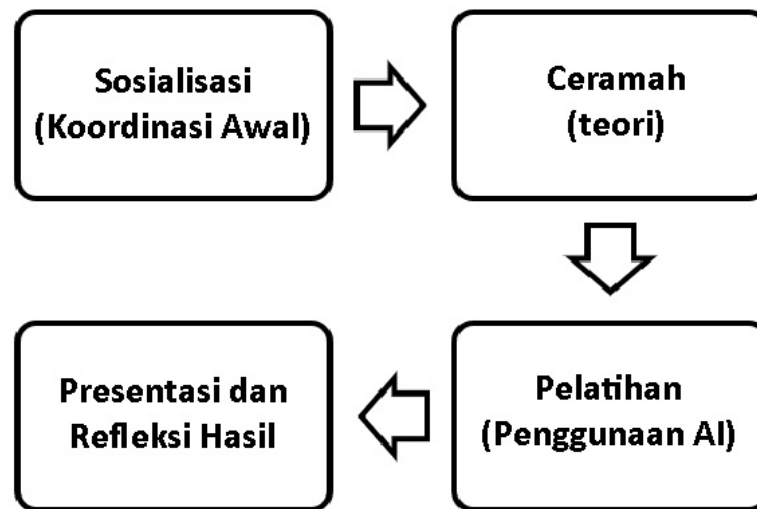 Sosialisasi
(Koordinasi Awal)
Ceramah
(teori)
Pelatihan
(Penggunaan AI)
Presentasi dan
Refleksi Hasil